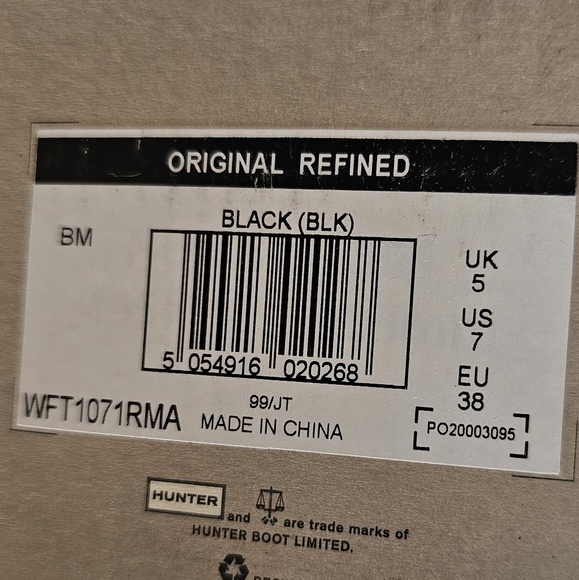 ORIGINAL REFINED
BLACK (BLK)
BM
5 054916 020268
UK
5
US
7
EU
38
WFT1071RMA
99/JT
MADE IN CHINA
PO20003095
HUNTER and are trade marks of
HUNTER BOOT LIMITED.